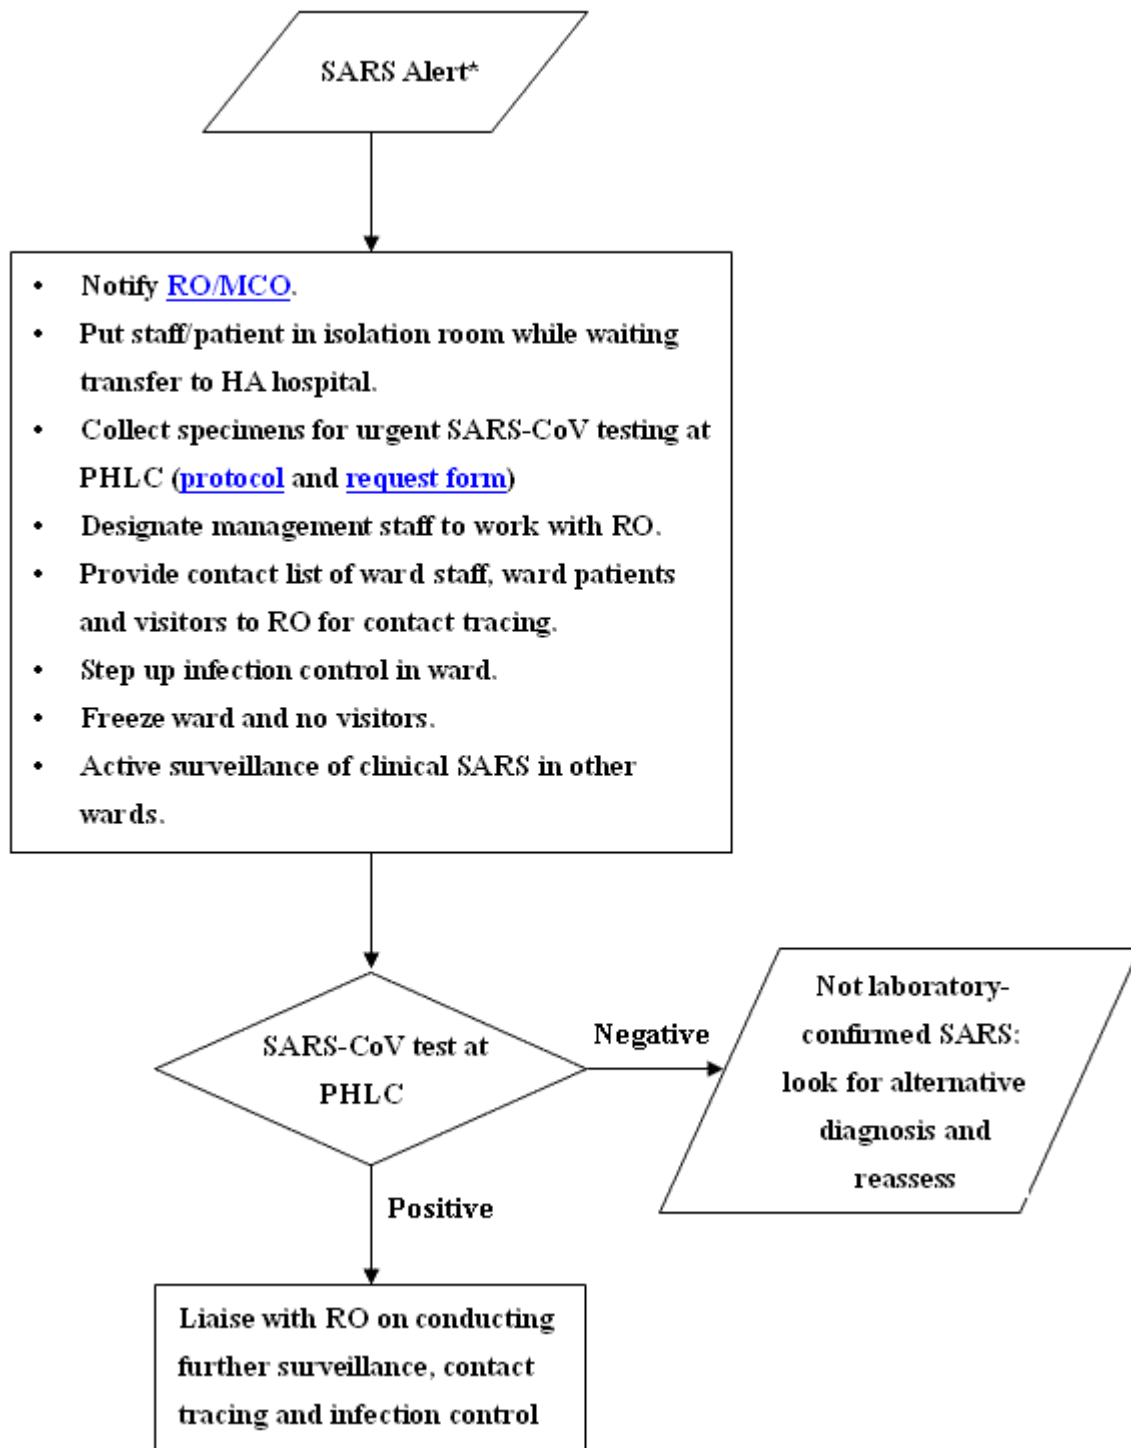 SARS Alert*
• Notify RO/MCO.
• Put staff/patient in isolation room while waiting
transfer to HA hospital.
• Collect specimens for urgent SARS-CoV testing at
PHLC (protocol and request form)
• Designate management staff to work with RO.
• Provide contact list of ward staff, ward patients
and visitors to RO for contact tracing.
• Step up infection control in ward.
• Freeze ward and no visitors.
• Active surveillance of clinical SARS in other
wards.
SARS-CoV test at
PHLC
Negative
Not laboratory-
confirmed SARS:
look for alternative
diagnosis and
reassess
Positive
Liaise with RO on conducting
further surveillance, contact
tracing and infection control